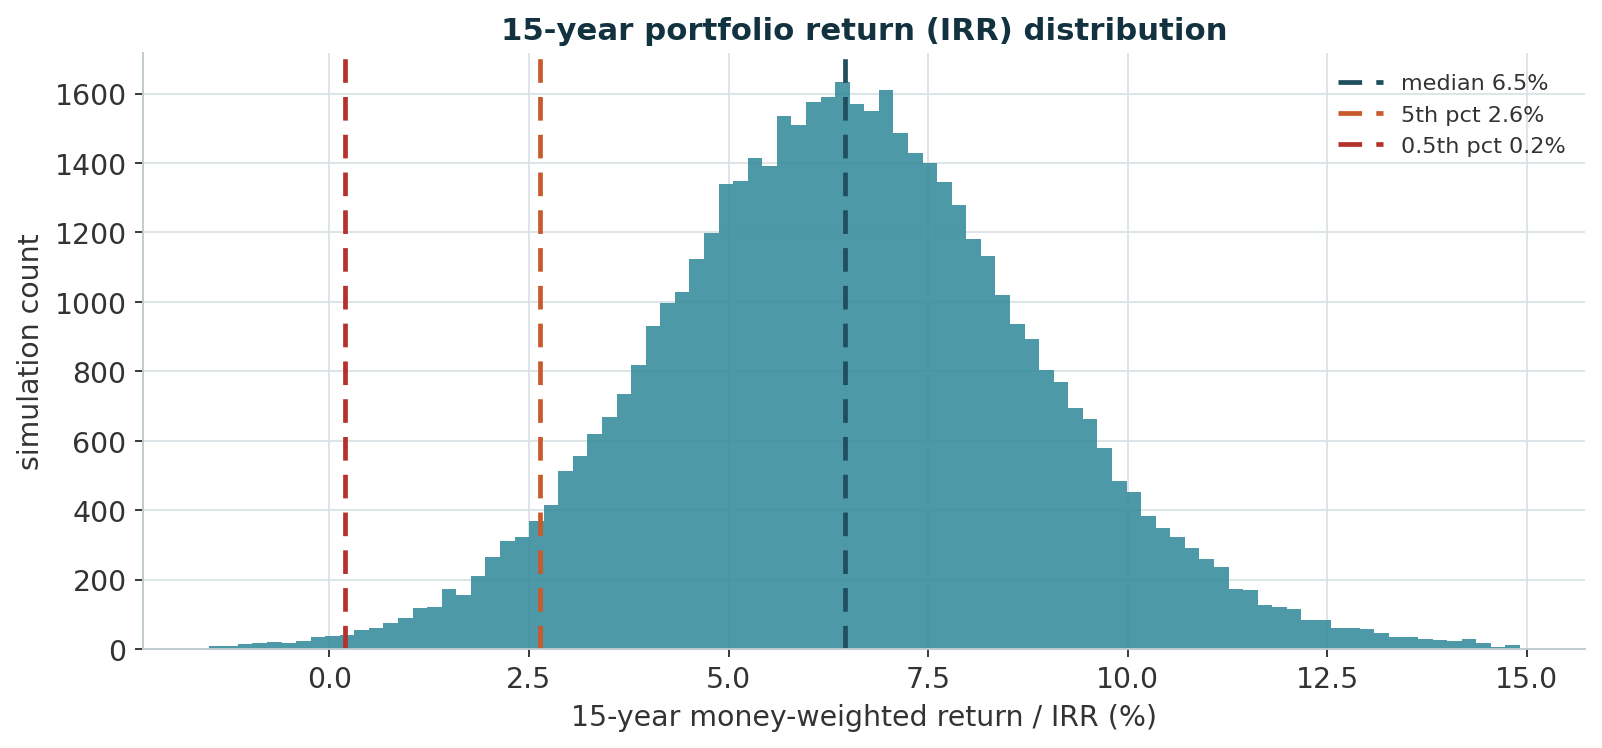 15-year portfolio return (IRR) distribution
median 6.5%
5th pct 2.6%
0.5th pct 0.2%
simulation count
1600
1400
1200
1000
800
600
400
200
0
0.0 2.5 5.0 7.5 10.0 12.5 15.0
15-year money-weighted return / IRR (%)